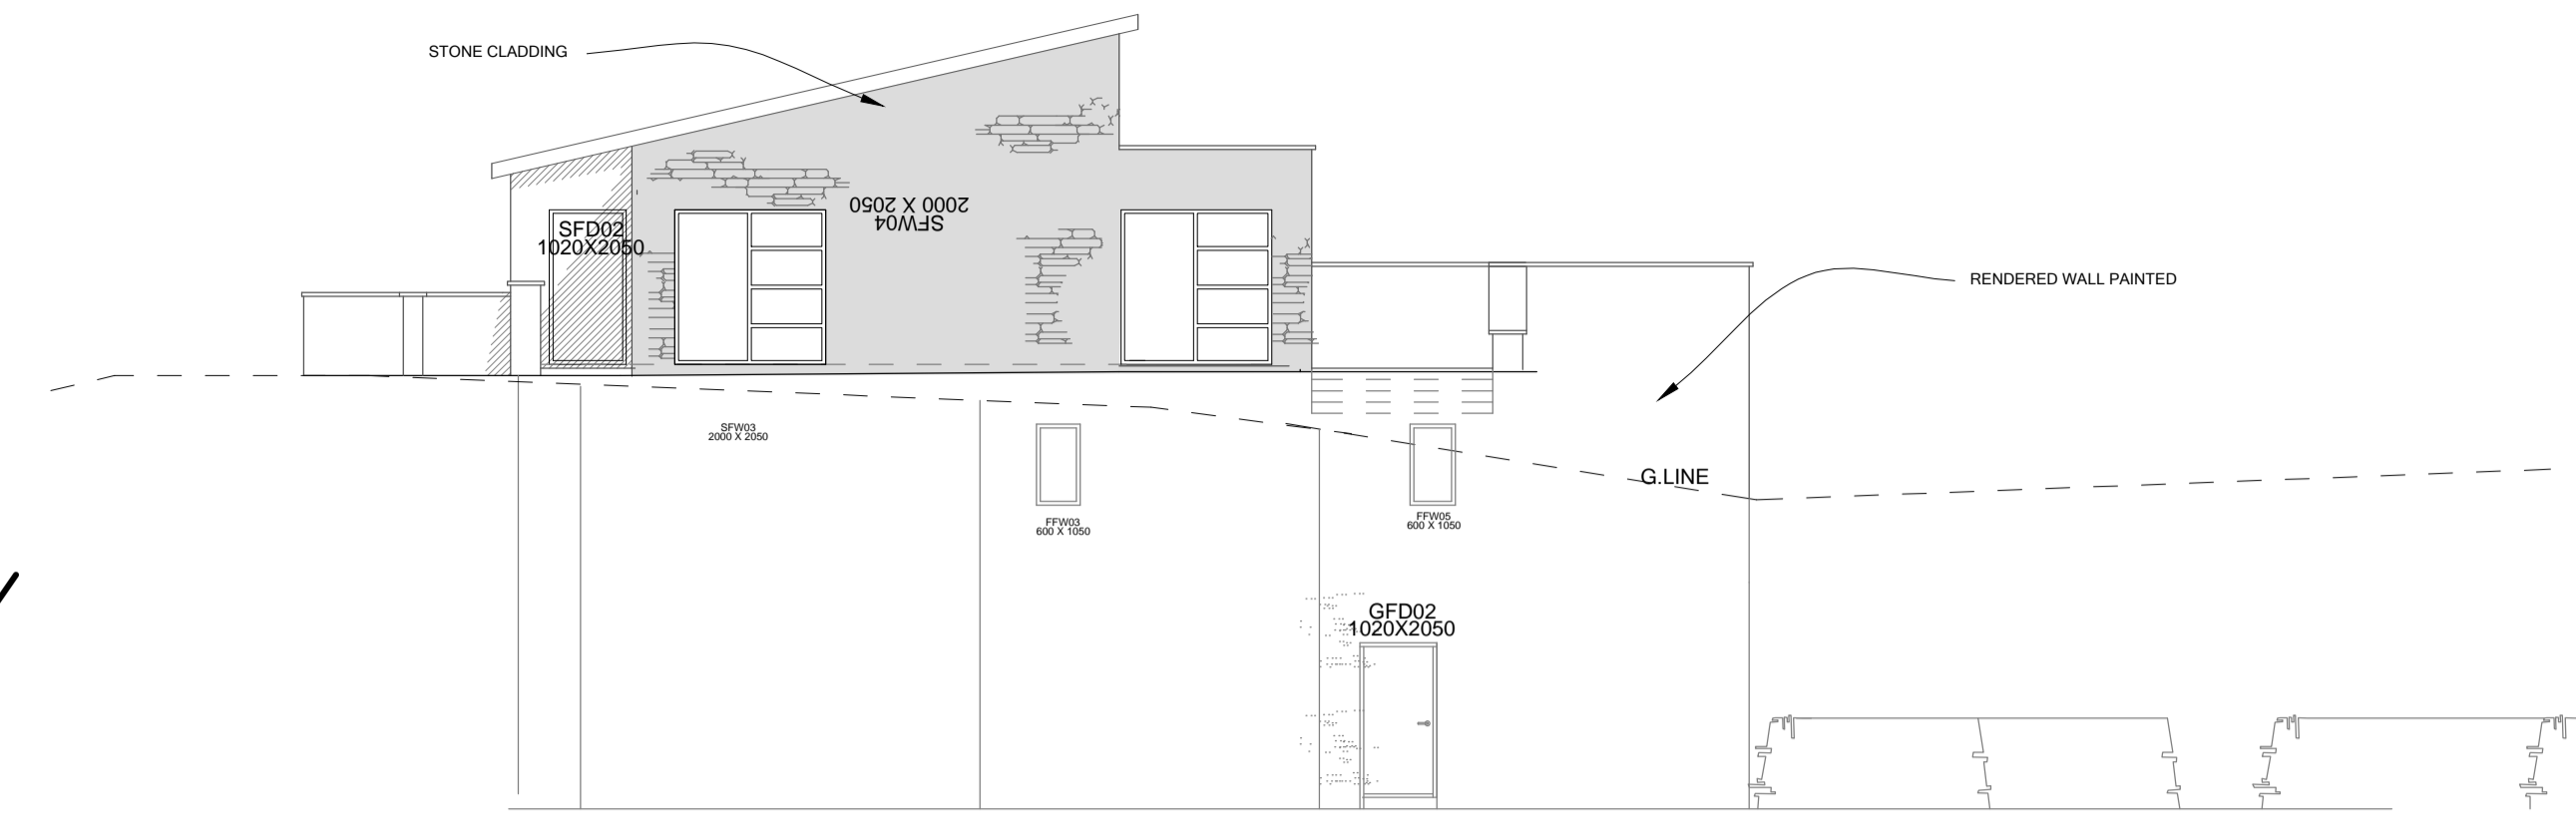 STONE CLADDING
SFW04
2000 X 2050
SFD02
1020X2050
RENDERED WALL PAINTED
SFW03
2000 X 2050
G.LINE
FFW03
600 X 1050
FFW05
600 X 1050
GFD02
1020X2050